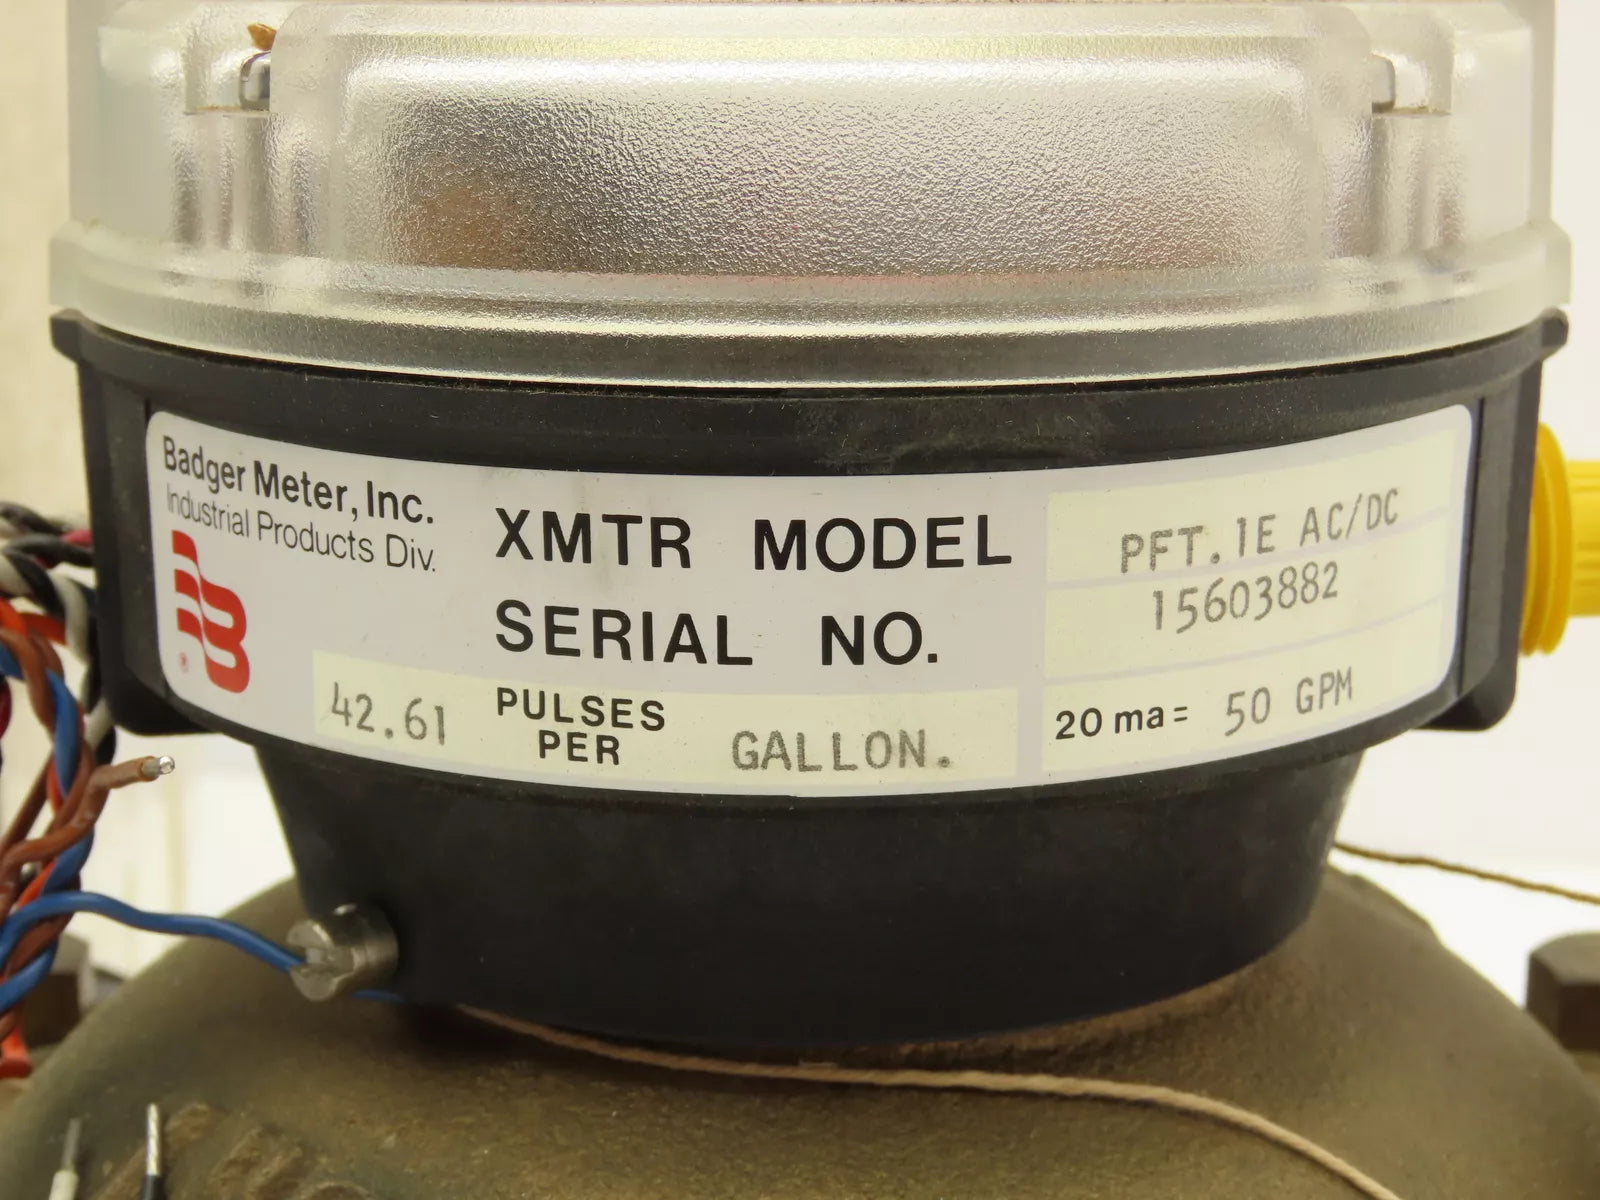 Badger Meter, Inc.
Industrial Products Div.
®
XMTR MODEL PFT.1E AC/DC
SERIAL NO. 15603882
42.61 PULSES PER GALLON.
20 ma = 50 GPM